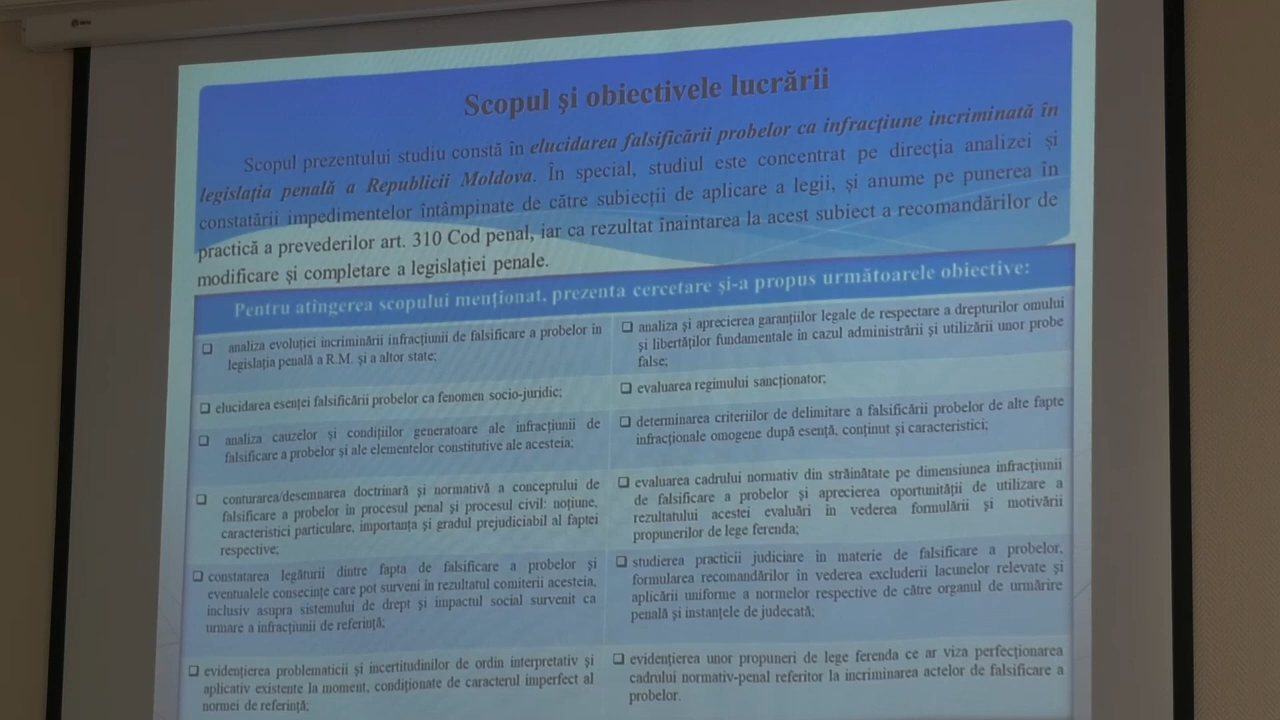 Scopul şi obiectivele lucrării
Scopul prezentului studiu constă în elucidarea falsificării probelor ca infracţiune incriminată în
legislaţia penală a Republicii Moldova. În special, studiul este concentrat pe direcţia analizei şi
constatării impedimentelor întâmpinate de către subiecţii de aplicare a legii, şi anume pe punerea în
practică a prevederilor art. 310 Cod penal, iar ca rezultat înaintarea la acest subiect a recomandărilor de
modificare şi completare a legislaţiei penale.
Pentru atingerea scopului menţionat, prezenta cercetare şi-a propus următoarele obiective:
❑ analiza evoluţiei incriminării infracţiunii de falsificare a probelor în
legislaţia penală a R.M. şi a altor state;
❑ elucidarea esenţei falsificării probelor ca fenomen socio-juridic;
❑ analiza cauzelor şi condiţiilor generatoare ale infracţiunii de
falsificare a probelor şi ale elementelor constitutive ale acesteia;
❑ conturarea/desemnarea doctrinară şi normativă a conceptului de
falsificare a probelor în procesul penal şi procesul civil: noţiune,
caracteristici particulare, importanţa şi gradul prejudiciabil al faptei
respective;
❑ constatarea legăturii dintre fapta de falsificare a probelor şi
eventualele consecinţe care pot surveni în rezultatul comiterii acesteia,
inclusiv asupra sistemului de drept şi impactul social survenit ca
urmare a infracţiunii de referinţă;
❑ evidenţierea problematicii şi incertitudinilor de ordin interpretativ şi
aplicativ existente la moment, condiţionate de caracterul imperfect al
normei de referinţă;
❑ analiza şi aprecierea garanţiilor legale de respectare a drepturilor omului
şi libertăţilor fundamentale în cazul administrării şi utilizării unor probe
false;
❑ evaluarea regimului sancţionator;
❑ determinarea criteriilor de delimitare a falsificării probelor de alte fapte
infracţionale omogene după esenţă, conţinut şi caracteristici;
❑ evaluarea cadrului normativ din străinătate pe dimensiunea infracţiunii
de falsificare a probelor şi aprecierea oportunităţii de utilizare a
rezultatului acestei evaluări în vederea formulării şi motivării
propunerilor de lege ferenda;
❑ studierea practicii judiciare în materie de falsificare a probelor,
formularea recomandărilor în vederea excluderii lacunelor relevate şi
aplicării uniforme a normelor respective de către organul de urmărire
penală şi instanţele de judecată;
❑ evidenţierea unor propuneri de lege ferenda ce ar viza perfecţionarea
cadrului normativ-penal referitor la incriminarea actelor de falsificare a
probelor.